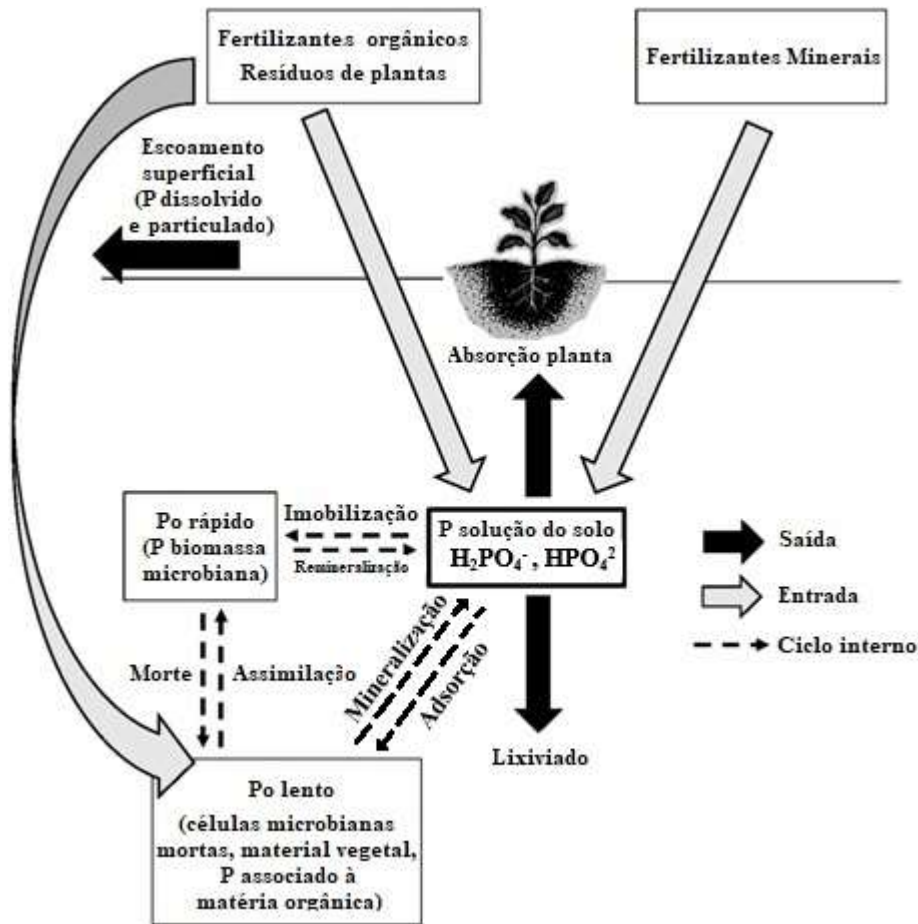 Fertilizantes orgânicos
Resíduos de plantas
Fertilizantes Minerais
Escoamento
superficial
(P dissolvido
e particulado)
Absorção planta
Po rápido
(P biomassa
microbiana)
Imobilização
Remineralização
P solução do solo
H₂PO₄⁻, HPO₄²
Saída
Entrada
Ciclo interno
Morte
Assimilação
Mineralização
Adsorção
Lixiviado
Po lento
(células microbianas
mortas, material vegetal,
P associado à
matéria orgânica)